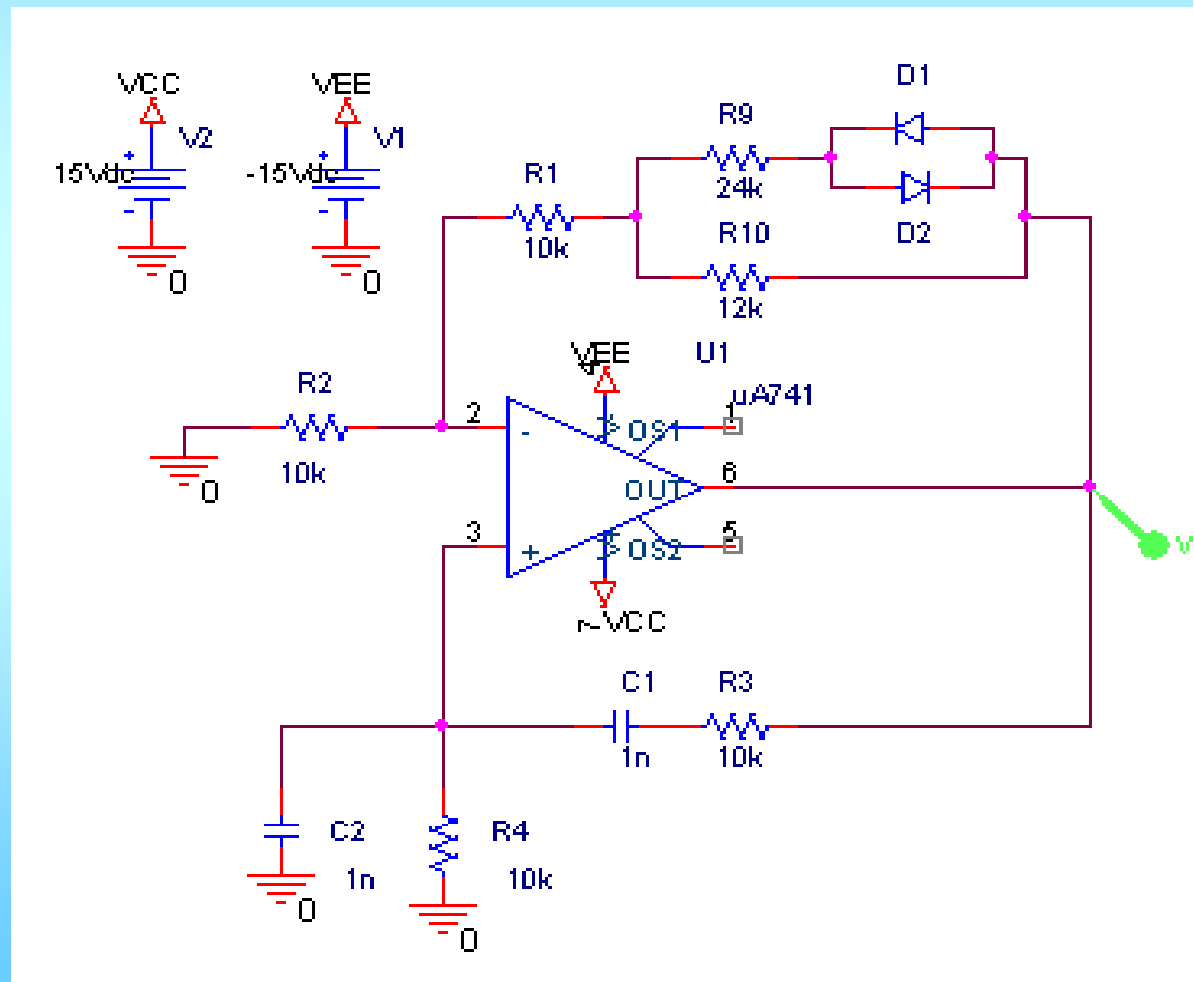 VCC
VEE
V2
V1
15Vdc
-15Vdc
+
+
-
-
0
0
D1
R9
24k
R1
10k
D2
R10
12k
VEE
U1
uA741
R2
10k
0
2
-
OS1
1
OUT
6
3
+
OS2
5
VCC
V
C1
1n
R3
10k
C2
1n
0
R4
10k
0